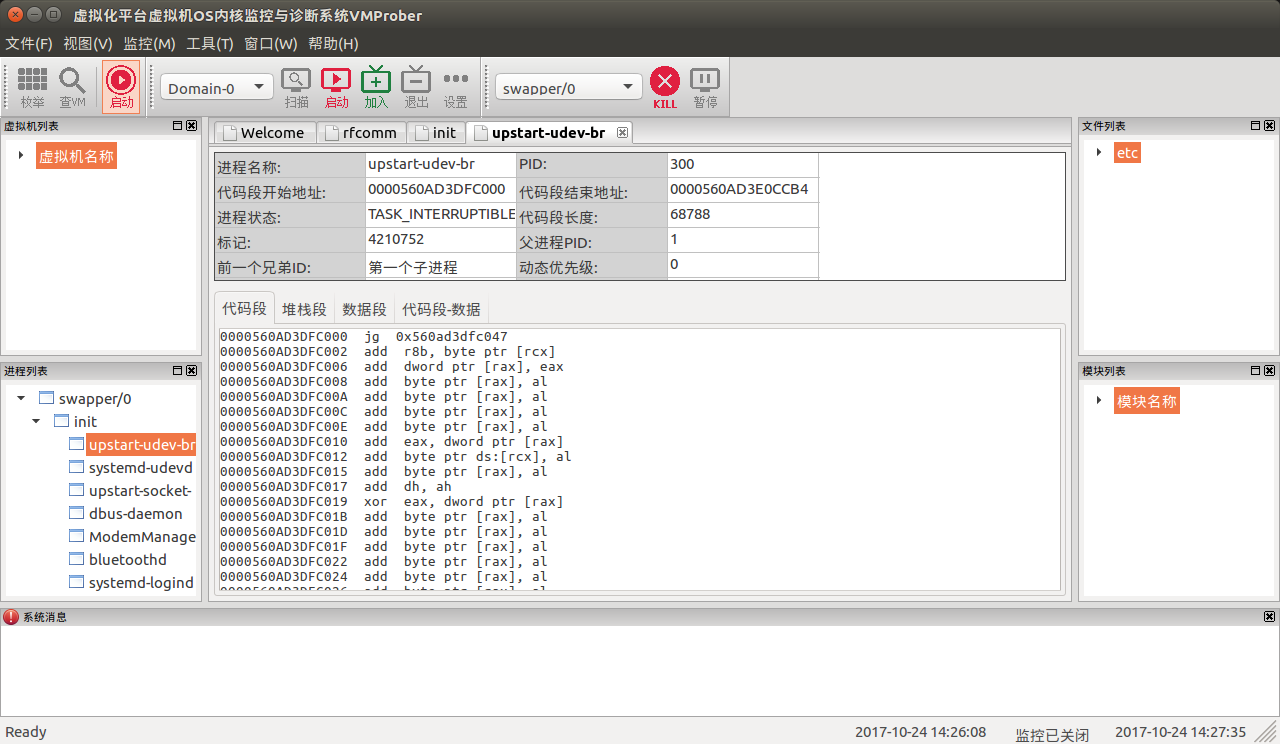 虚拟化平台虚拟机OS内核监控与诊断系统VMProber
文件(F) 视图(V) 监控(M) 工具(T) 窗口(W) 帮助(H)
枚举 查VM 启动 Domain-0 扫描 启动 加入 退出 设置 swapper/0 KILL 暂停
虚拟机列表
虚拟机名称
进程列表
swapper/0
init
upstart-udev-br
systemd-udevd
upstart-socket-
dbus-daemon
ModemManage
bluetoothd
systemd-logind
Welcome rfcomm init upstart-udev-br
进程名称: upstart-udev-br PID: 300
代码段开始地址: 0000560AD3DFC000 代码段结束地址: 0000560AD3E0CCB4
进程状态: TASK_INTERRUPTIBLE 代码段长度: 68788
标记: 4210752 父进程PID: 1
前一个兄弟ID: 第一个子进程 动态优先级: 0
代码段 堆栈段 数据段 代码段-数据
0000560AD3DFC000 jg 0x560ad3dfc047
0000560AD3DFC002 add r8b, byte ptr [rcx]
0000560AD3DFC006 add dword ptr [rax], eax
0000560AD3DFC008 add byte ptr [rax], al
0000560AD3DFC00A add byte ptr [rax], al
0000560AD3DFC00C add byte ptr [rax], al
0000560AD3DFC00E add byte ptr [rax], al
0000560AD3DFC010 add eax, dword ptr [rax]
0000560AD3DFC012 add byte ptr ds:[rcx], al
0000560AD3DFC015 add byte ptr [rax], al
0000560AD3DFC017 add dh, ah
0000560AD3DFC019 xor eax, dword ptr [rax]
0000560AD3DFC01B add byte ptr [rax], al
0000560AD3DFC01D add byte ptr [rax], al
0000560AD3DFC01F add byte ptr [rax], al
0000560AD3DFC022 add byte ptr [rax], al
0000560AD3DFC024 add byte ptr [rax], al
0000560AD3DFC026 add byte ptr [rax], al
文件列表
etc
模块列表
模块名称
系统消息
Ready 2017-10-24 14:26:08 监控已关闭 2017-10-24 14:27:35